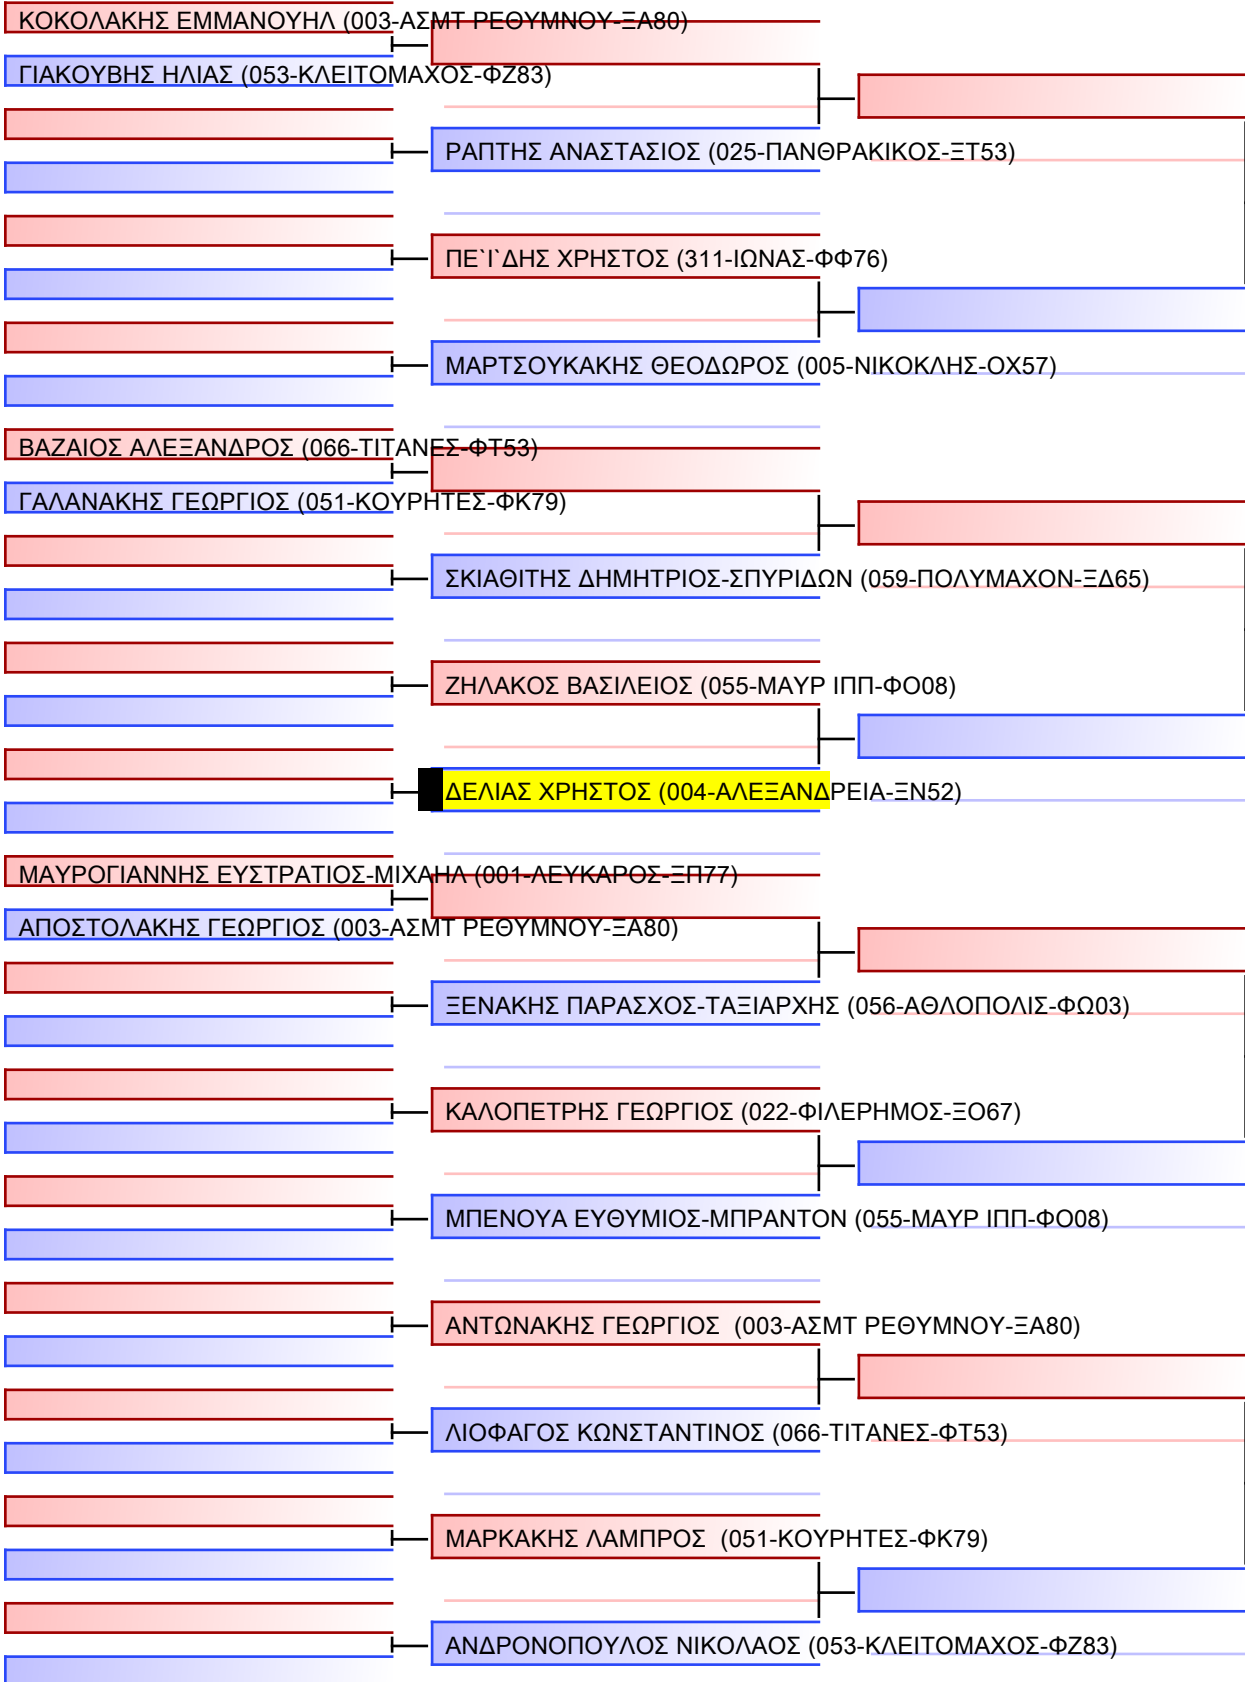 ΚΟΚΟΛΑΚΗΣ ΕΜΜΑΝΟΥΗΛ (003-ΑΣΜΤ ΡΕΘΥΜΝΟΥ-ΞΑ80)
ΓΙΑΚΟΥΒΗΣ ΗΛΙΑΣ (053-ΚΛΕΙΤΟΜΑΧΟΣ-ΦΖ83)
ΡΑΠΤΗΣ ΑΝΑΣΤΑΣΙΟΣ (025-ΠΑΝΘΡΑΚΙΚΟΣ-ΞΤ53)
ΠΕ`Ι`ΔΗΣ ΧΡΗΣΤΟΣ (311-ΙΩΝΑΣ-ΦΦ76)
ΜΑΡΤΣΟΥΚΑΚΗΣ ΘΕΟΔΩΡΟΣ (005-ΝΙΚΟΚΛΗΣ-ΟΧ57)
ΒΑΖΑΙΟΣ ΑΛΕΞΑΝΔΡΟΣ (066-ΤΙΤΑΝΕΣ-ΦΤ53)
ΓΑΛΑΝΑΚΗΣ ΓΕΩΡΓΙΟΣ (051-ΚΟΥΡΗΤΕΣ-ΦΚ79)
ΣΚΙΑΘΙΤΗΣ ΔΗΜΗΤΡΙΟΣ-ΣΠΥΡΙΔΩΝ (059-ΠΟΛΥΜΑΧΟΝ-ΞΔ65)
ΖΗΛΑΚΟΣ ΒΑΣΙΛΕΙΟΣ (055-ΜΑΥΡ ΙΠΠ-ΦΟ08)
ΔΕΛΙΑΣ ΧΡΗΣΤΟΣ (004-ΑΛΕΞΑΝΔΡΕΙΑ-ΞΝ52)
ΜΑΥΡΟΓΙΑΝΝΗΣ ΕΥΣΤΡΑΤΙΟΣ-ΜΙΧΑΗΛ (001-ΛΕΥΚΑΡΟΣ-ΞΠ77)
ΑΠΟΣΤΟΛΑΚΗΣ ΓΕΩΡΓΙΟΣ (003-ΑΣΜΤ ΡΕΘΥΜΝΟΥ-ΞΑ80)
ΞΕΝΑΚΗΣ ΠΑΡΑΣΧΟΣ-ΤΑΞΙΑΡΧΗΣ (056-ΑΘΛΟΠΟΛΙΣ-ΦΩ03)
ΚΑΛΟΠΕΤΡΗΣ ΓΕΩΡΓΙΟΣ (022-ΦΙΛΕΡΗΜΟΣ-ΞΟ67)
ΜΠΕΝΟΥΑ ΕΥΘΥΜΙΟΣ-ΜΠΡΑΝΤΟΝ (055-ΜΑΥΡ ΙΠΠ-ΦΟ08)
ΑΝΤΩΝΑΚΗΣ ΓΕΩΡΓΙΟΣ  (003-ΑΣΜΤ ΡΕΘΥΜΝΟΥ-ΞΑ80)
ΛΙΟΦΑΓΟΣ ΚΩΝΣΤΑΝΤΙΝΟΣ (066-ΤΙΤΑΝΕΣ-ΦΤ53)
ΜΑΡΚΑΚΗΣ ΛΑΜΠΡΟΣ  (051-ΚΟΥΡΗΤΕΣ-ΦΚ79)
ΑΝΔΡΟΝΟΠΟΥΛΟΣ ΝΙΚΟΛΑΟΣ (053-ΚΛΕΙΤΟΜΑΧΟΣ-ΦΖ83)